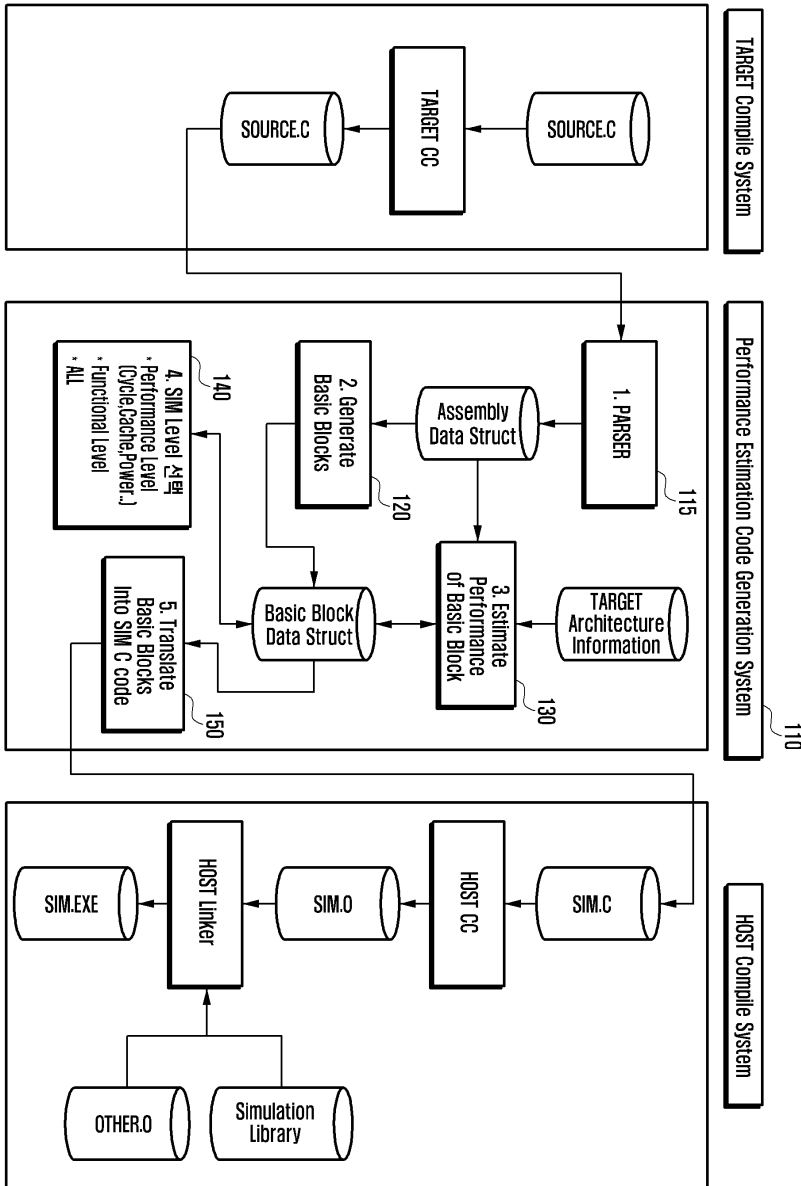 TARGET Compile System
SOURCE.C
TARGET CC
SOURCE.C
Performance Estimation Code Generation System
110
1. PARSER
115
Assembly
Data Struct
2. Generate
Basic Blocks
120
TARGET
Architecture
Information
3. Estimate
Performance
of Basic Block
130
Basic Block
Data Struct
140
4. SIM Level 선택
* Performance Level
(Cycle,Cache,Power..)
* Functional Level
* ALL
5. Translate
Basic Blocks
Into SIM C code
150
HOST Compile System
SIM.C
HOST CC
SIM.O
HOST Linker
SIM.EXE
Simulation
Library
OTHER.O